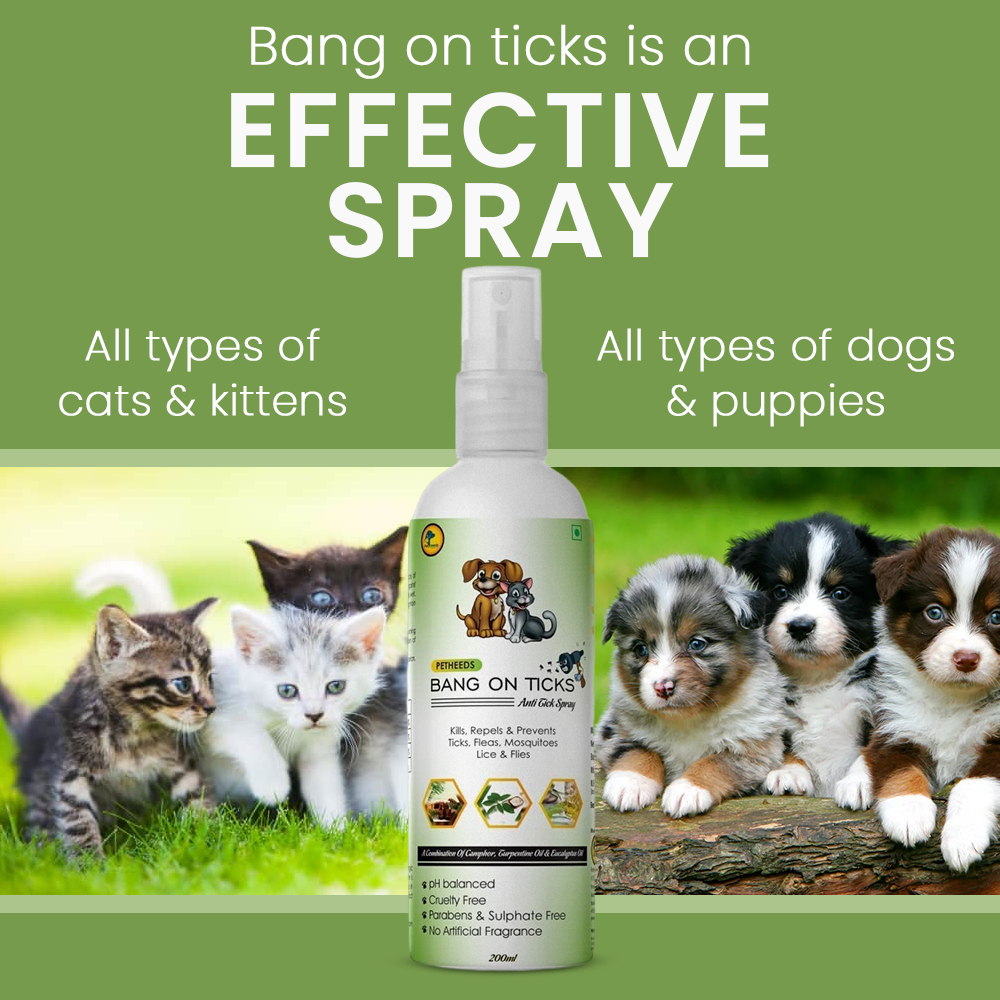 Bang on ticks is an
EFFECTIVE
SPRAY
All types of
cats & kittens
All types of dogs
& puppies
PETHEEDS
BANG ON TICKS
Anti Tick Spray
Kills, Repels & Prevents
Ticks, Fleas, Mosquitoes
Lice & Flies
A Combination Of Camphor, Turpentine Oil & Eucalyptus Oil
pH balanced
Cruelty Free
Parabens & Sulphate Free
No Artificial Fragrance
200ml